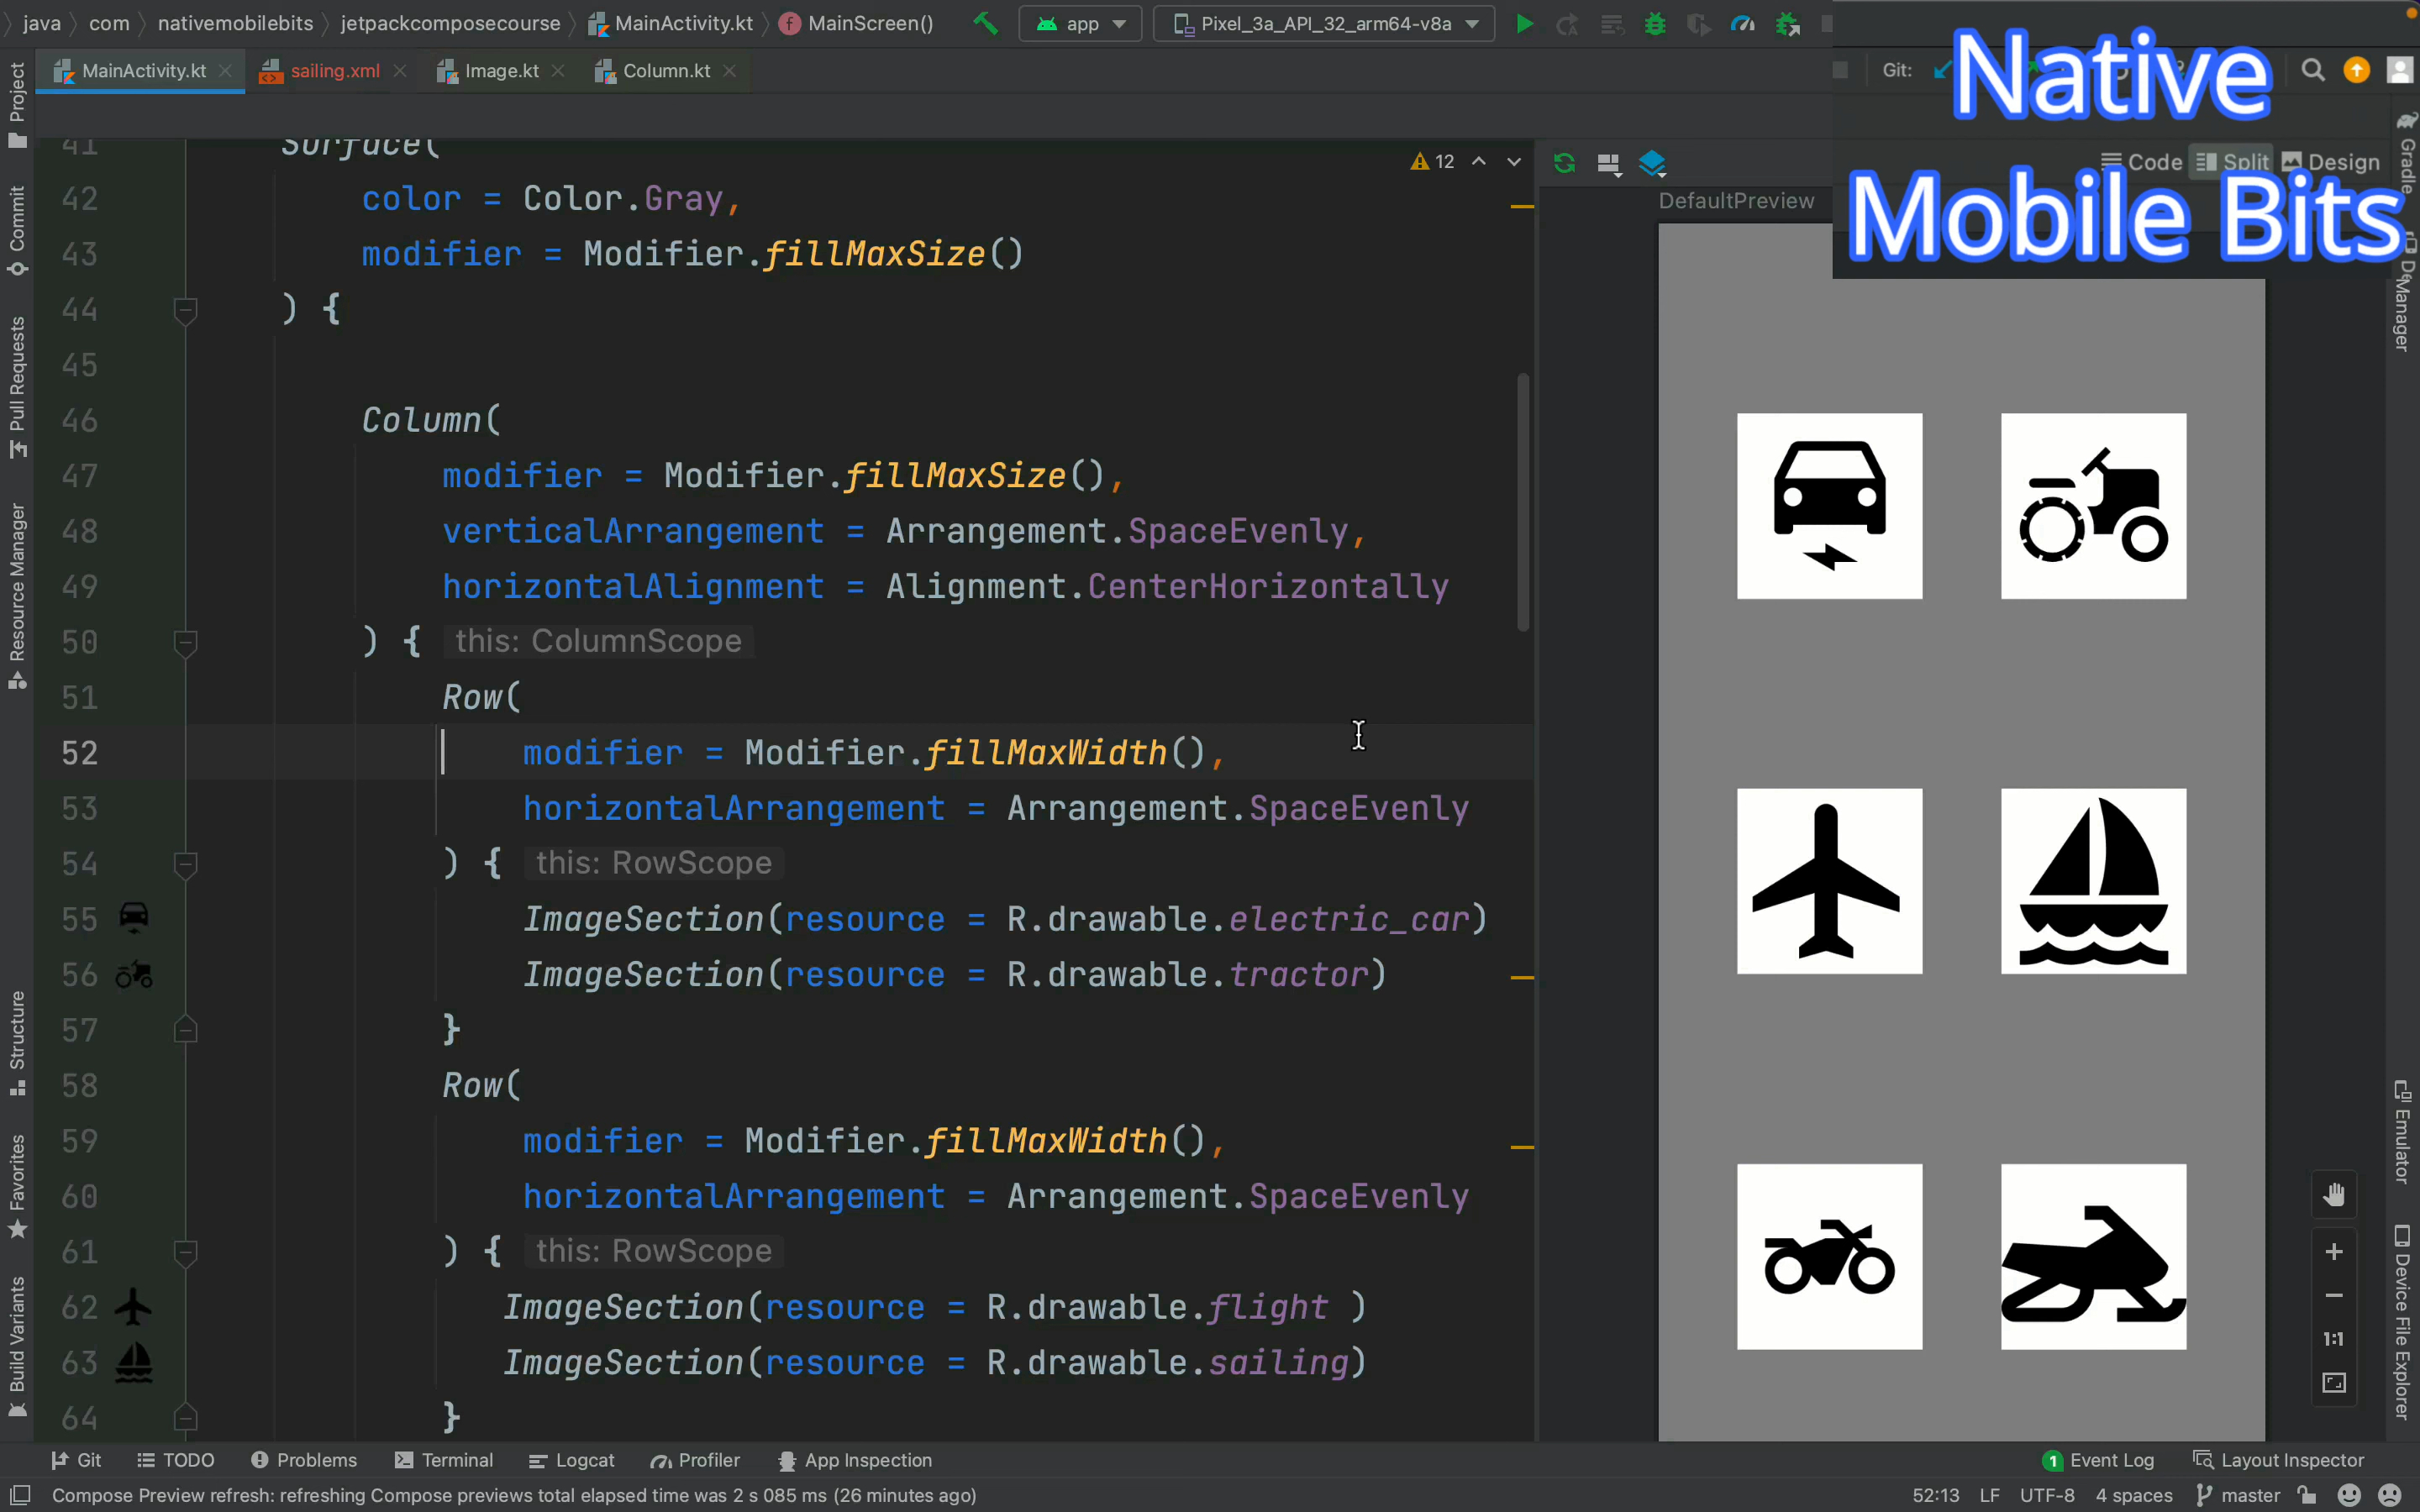 java
com
nativemobilebits
jetpackcomposecourse
MainActivity.kt
f MainScreen()
app
Pixel_3a_API_32_arm64-v8a
MainActivity.kt
sailing.xml
Image.kt
Column.kt
Git:
Native
Mobile Bits
Code
Split
Design
12
DefaultPreview
Project
Commit
Pull Requests
Resource Manager
Structure
Favorites
Build Variants
Gradle
Manager
Emulator
Device File Explorer
41 Surface(
42 color = Color.Gray,
43 modifier = Modifier.fillMaxSize()
44 ) {
45
46 Column(
47 modifier = Modifier.fillMaxSize(),
48 verticalArrangement = Arrangement.SpaceEvenly,
49 horizontalAlignment = Alignment.CenterHorizontally
50 ) { this: ColumnScope
51 Row(
52 modifier = Modifier.fillMaxWidth(),
53 horizontalArrangement = Arrangement.SpaceEvenly
54 ) { this: RowScope
55 ImageSection(resource = R.drawable.electric_car)
56 ImageSection(resource = R.drawable.tractor)
57 }
58 Row(
59 modifier = Modifier.fillMaxWidth(),
60 horizontalArrangement = Arrangement.SpaceEvenly
61 ) { this: RowScope
62 ImageSection(resource = R.drawable.flight )
63 ImageSection(resource = R.drawable.sailing)
64 }
1:1
Git
TODO
Problems
Terminal
Logcat
Profiler
App Inspection
1 Event Log
Layout Inspector
Compose Preview refresh: refreshing Compose previews total elapsed time was 2 s 085 ms (26 minutes ago)
52:13 LF UTF-8 4 spaces master